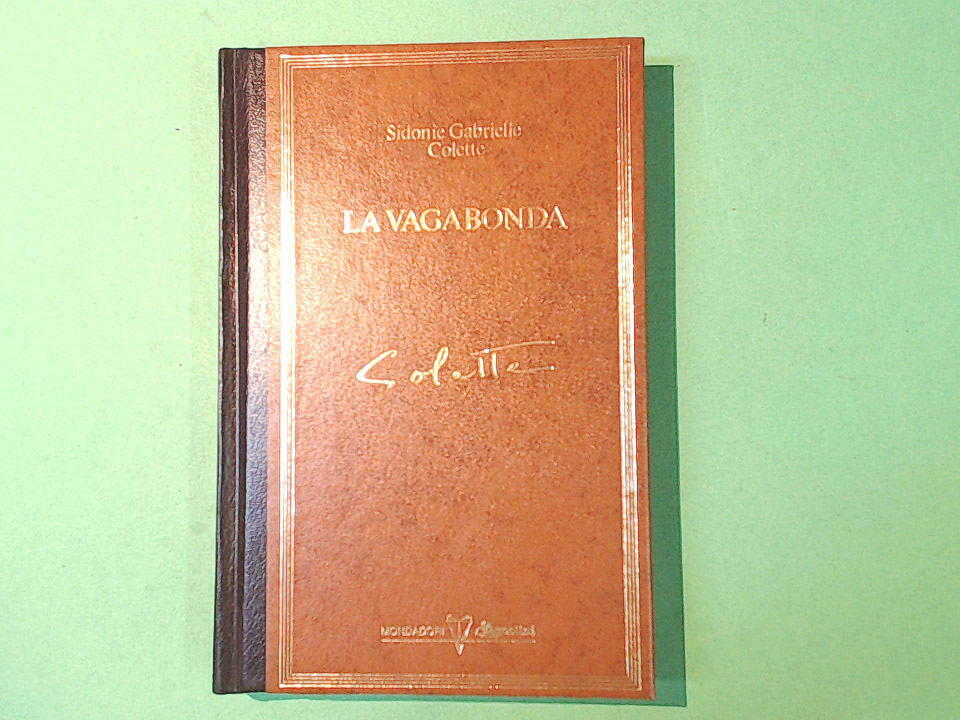 Sidonie Gabrielle
Colette
LA VAGABONDA
Colette
MONDADORI